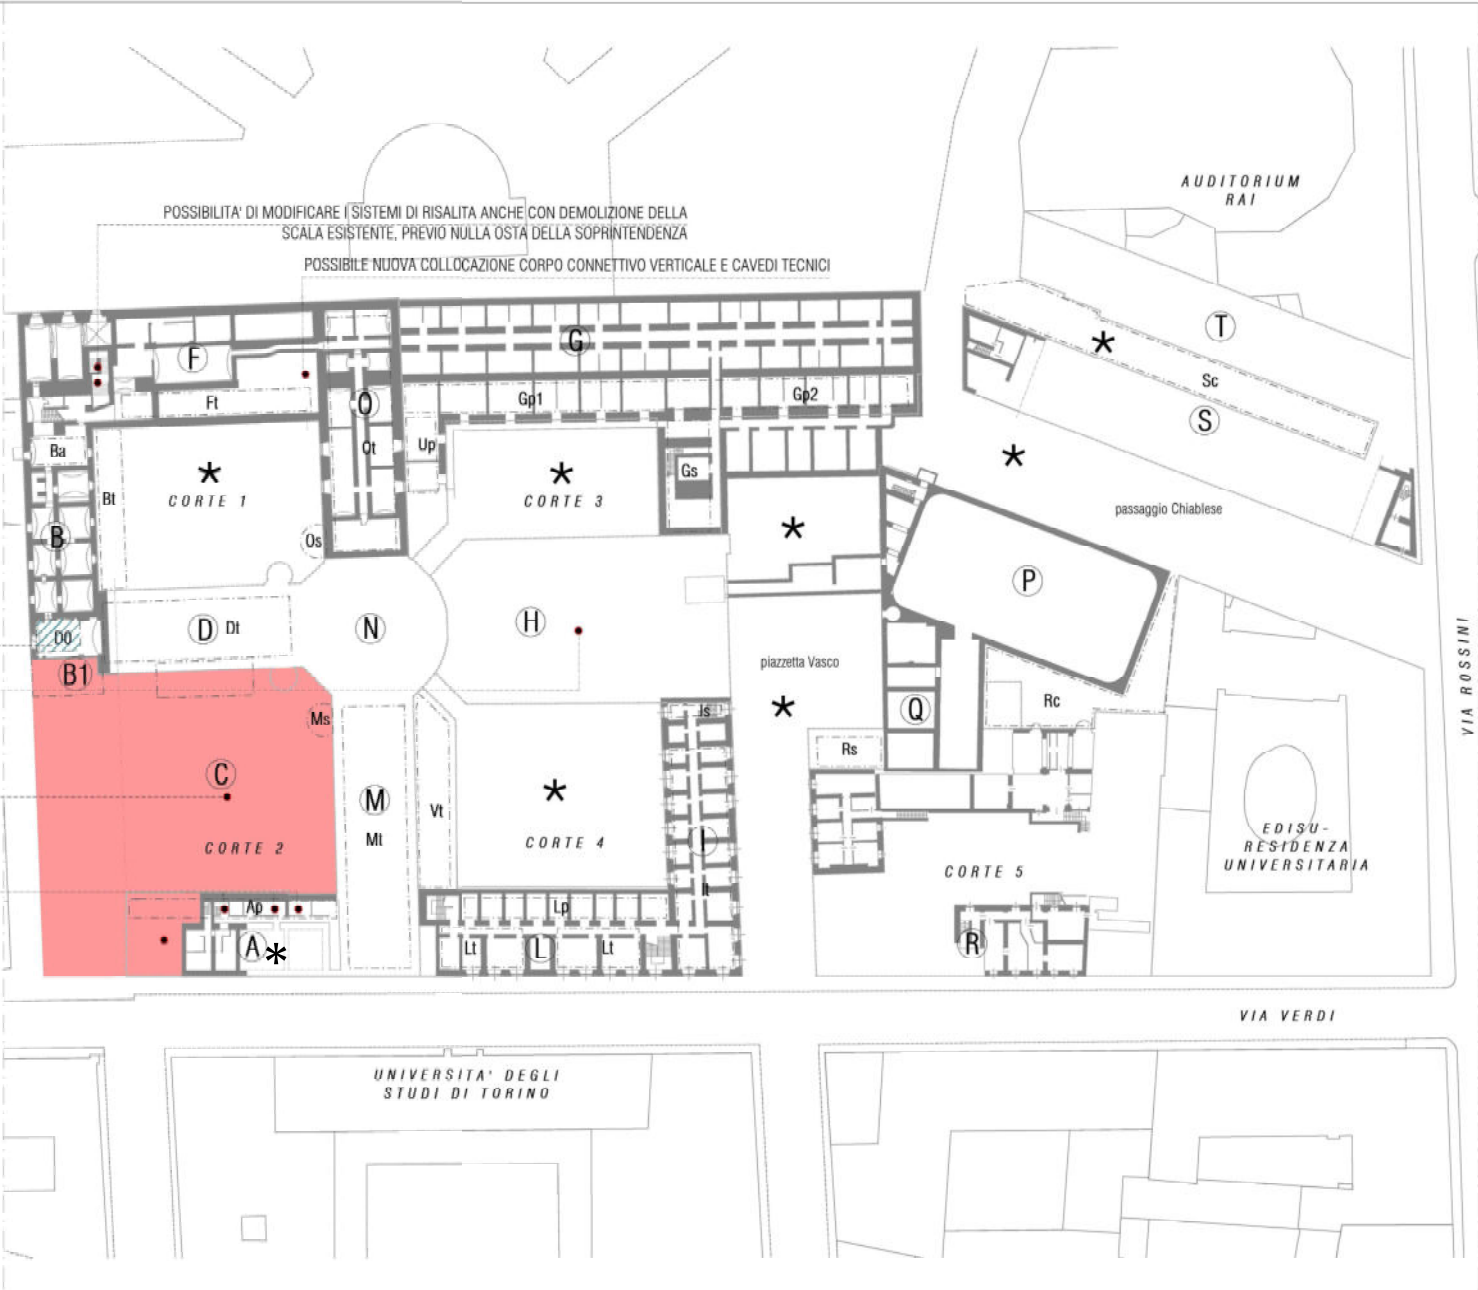 AUDITORIUM
RAI
POSSIBILITA' DI MODIFICARE I SISTEMI DI RISALITA ANCHE CON DEMOLIZIONE DELLA
SCALA ESISTENTE, PREVIO NULLA OSTA DELLA SOPRINTENDENZA
POSSIBILE NUOVA COLLOCAZIONE CORPO CONNETTIVO VERTICALE E CAVEDI TECNICI
T
*
F
G
Sc
Ft
O
Gp1
Gp2
S
Ba
Ot
Up
*
*
*
Gs
Bt
CORTE 1
CORTE 3
passaggio Chiablese
B
Os
*
P
D
Dt
N
H
D0
B1
piazzetta Vasco
VIA ROSSINI
Ms
Is
*
Q
Rc
Rs
C
*
M
Vt
Mt
CORTE 2
CORTE 4
I
EDISU-
RESIDENZA
UNIVERSITARIA
CORTE 5
It
Ap
Lp
A
*
Lt
L
Lt
R
VIA VERDI
UNIVERSITA' DEGLI
STUDI DI TORINO